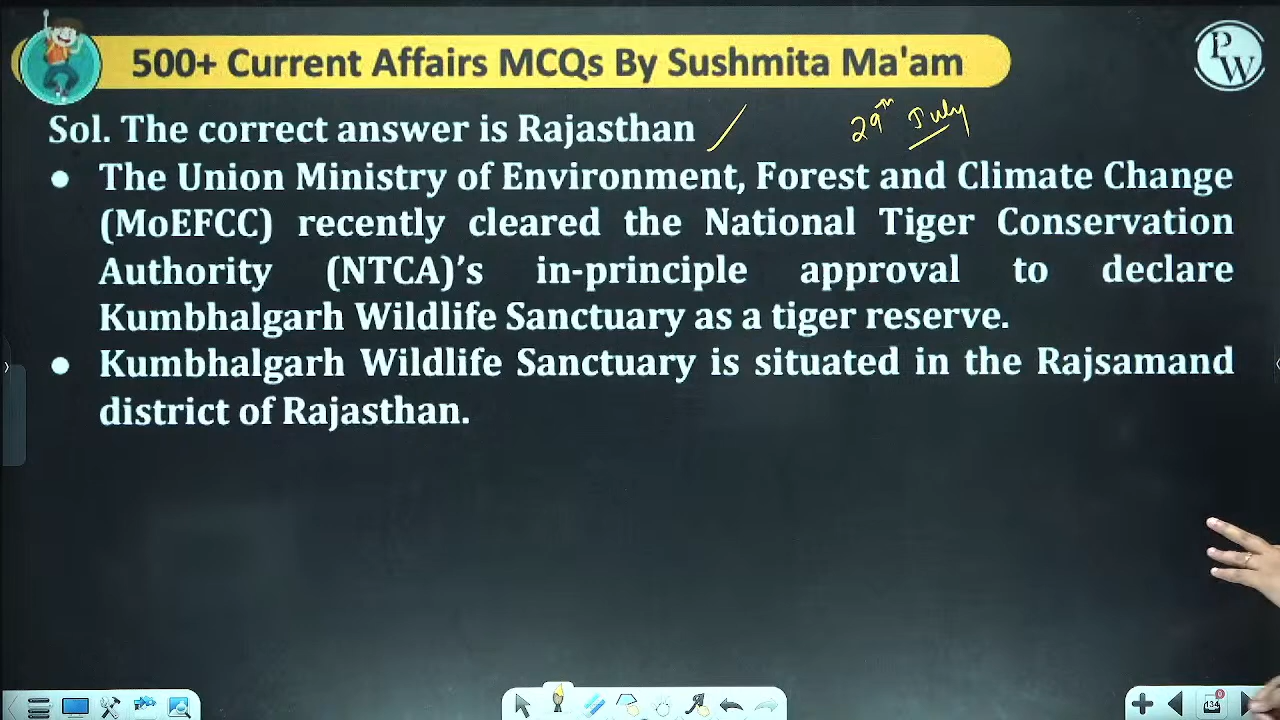 500+ Current Affairs MCQs By Sushmita Ma'am
PW
Sol. The correct answer is Rajasthan
29th July
• The Union Ministry of Environment, Forest and Climate Change
(MoEFCC) recently cleared the National Tiger Conservation
Authority (NTCA)’s in-principle approval to declare
Kumbhalgarh Wildlife Sanctuary as a tiger reserve.
• Kumbhalgarh Wildlife Sanctuary is situated in the Rajsamand
district of Rajasthan.
134
0